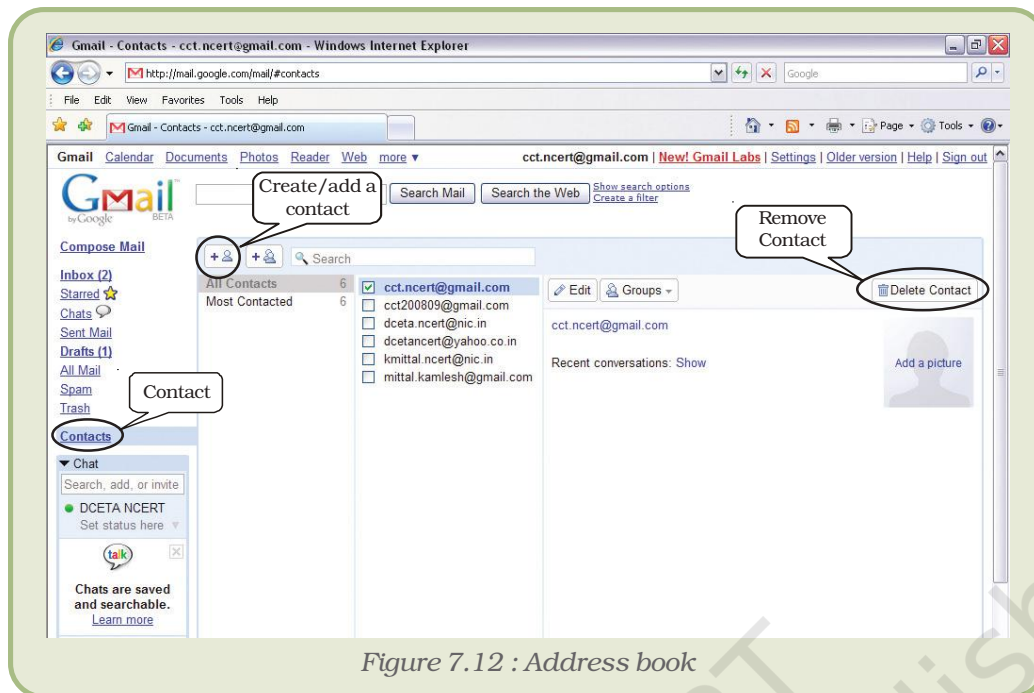 Gmail - Contacts - cct.ncert@gmail.com - Windows Internet Explorer
http://mail.google.com/mail/#contacts
Google
File Edit View Favorites Tools Help
Gmail - Contacts - cct.ncert@gmail.com
Page Tools
Gmail Calendar Documents Photos Reader Web more ▼
cct.ncert@gmail.com | New! Gmail Labs | Settings | Older version | Help | Sign out
Gmail
by Google BETA
Search Mail
Search the Web
Show search options
Create a filter
Create/add a
contact
Remove
Contact
Compose Mail
Inbox (2)
Starred
Chats
Sent Mail
Drafts (1)
All Mail
Spam
Trash
Contact
Contacts
Chat
Search, add, or invite
DCETA NCERT
Set status here
talk
Chats are saved
and searchable.
Learn more
Search
All Contacts 6
Most Contacted 6
cct.ncert@gmail.com
cct200809@gmail.com
dceta.ncert@nic.in
dcetancert@yahoo.co.in
kmittal.ncert@nic.in
mittal.kamlesh@gmail.com
Edit
Groups
Delete Contact
cct.ncert@gmail.com
Recent conversations: Show
Add a picture
Figure 7.12 : Address book